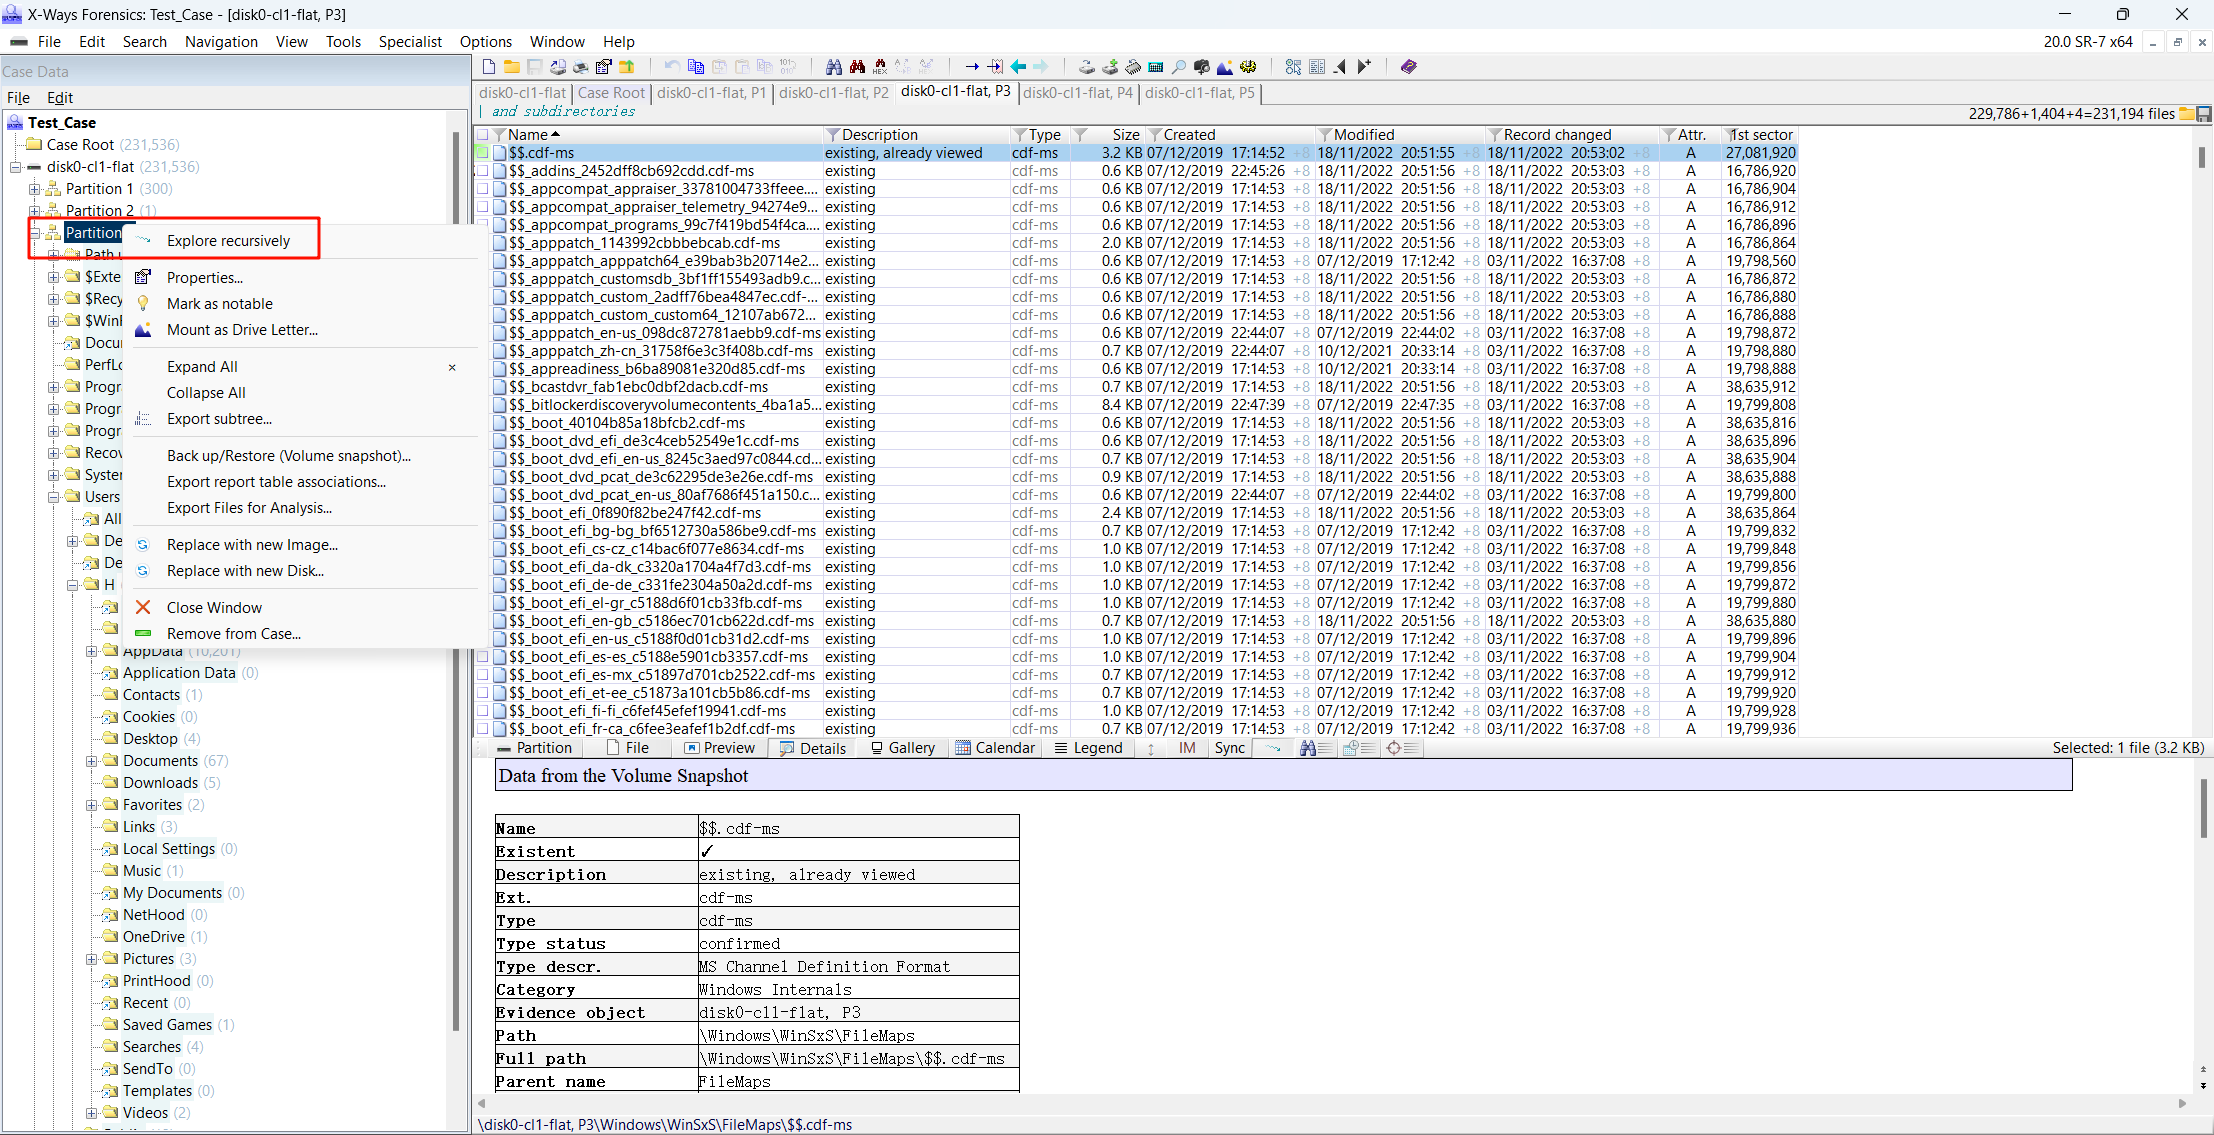 X-Ways Forensics: Test_Case - [disk0-cl1-flat, P3]
File Edit Search Navigation View Tools Specialist Options Window Help 20.0 SR-7 x64
Case Data
File Edit
Test_Case
Case Root (231,536)
disk0-cl1-flat (231,536)
Partition 1 (300)
Partition 2 (1)
Partition
Path
$Exte
$Recy
$Win
Docu
PerfLo
Progr
Progr
Progr
Recov
System
Users
All
De
De
H
AppData (10,201)
Application Data (0)
Contacts (1)
Cookies (0)
Desktop (4)
Documents (67)
Downloads (5)
Favorites (2)
Links (3)
Local Settings (0)
Music (1)
My Documents (0)
NetHood (0)
OneDrive (1)
Pictures (3)
PrintHood (0)
Recent (0)
Saved Games (1)
Searches (4)
SendTo (0)
Templates (0)
Videos (2)
Explore recursively
Properties...
Mark as notable
Mount as Drive Letter...
Expand All ×
Collapse All
Export subtree...
Back up/Restore (Volume snapshot)...
Export report table associations...
Export Files for Analysis...
Replace with new Image...
Replace with new Disk...
Close Window
Remove from Case...
disk0-cl1-flat Case Root disk0-cl1-flat, P1 disk0-cl1-flat, P2 disk0-cl1-flat, P3 disk0-cl1-flat, P4 disk0-cl1-flat, P5
and subdirectories 229,786+1,404+4=231,194 files
Name Description Type Size Created Modified Record changed Attr. 1st sector
$$.cdf-ms existing, already viewed cdf-ms 3.2 KB 07/12/2019 17:14:52 +8 18/11/2022 20:51:55 +8 18/11/2022 20:53:02 +8 A 27,081,920
$$_addins_2452dff8cb692cdd.cdf-ms existing cdf-ms 0.6 KB 07/12/2019 22:45:26 +8 18/11/2022 20:51:56 +8 18/11/2022 20:53:03 +8 A 16,786,920
$$_appcompat_appraiser_33781004733ffeee.... existing cdf-ms 0.6 KB 07/12/2019 17:14:53 +8 18/11/2022 20:51:56 +8 18/11/2022 20:53:03 +8 A 16,786,904
$$_appcompat_appraiser_telemetry_94274e9... existing cdf-ms 0.6 KB 07/12/2019 17:14:53 +8 18/11/2022 20:51:56 +8 18/11/2022 20:53:03 +8 A 16,786,912
$$_appcompat_programs_99c7f419bd54f4ca.... existing cdf-ms 0.6 KB 07/12/2019 17:14:53 +8 18/11/2022 20:51:56 +8 18/11/2022 20:53:03 +8 A 16,786,896
$$_apppatch_1143992cbbbebcab.cdf-ms existing cdf-ms 2.0 KB 07/12/2019 17:14:53 +8 18/11/2022 20:51:56 +8 18/11/2022 20:53:03 +8 A 16,786,864
$$_apppatch_apppatch64_e39bab3b20714e2... existing cdf-ms 0.6 KB 07/12/2019 17:14:53 +8 07/12/2019 17:12:42 +8 03/11/2022 16:37:08 +8 A 19,798,560
$$_apppatch_customsdb_3bf1ff155493adb9.c... existing cdf-ms 0.6 KB 07/12/2019 17:14:53 +8 18/11/2022 20:51:56 +8 18/11/2022 20:53:03 +8 A 16,786,872
$$_apppatch_custom_2adff76bea4847ec.cdf-... existing cdf-ms 0.6 KB 07/12/2019 17:14:53 +8 18/11/2022 20:51:56 +8 18/11/2022 20:53:03 +8 A 16,786,880
$$_apppatch_custom_custom64_12107ab672... existing cdf-ms 0.6 KB 07/12/2019 17:14:53 +8 18/11/2022 20:51:56 +8 18/11/2022 20:53:03 +8 A 16,786,888
$$_apppatch_en-us_098dc872781aebb9.cdf-ms existing cdf-ms 0.6 KB 07/12/2019 22:44:07 +8 07/12/2019 22:44:02 +8 03/11/2022 16:37:08 +8 A 19,798,872
$$_apppatch_zh-cn_31758f6e3c3f408b.cdf-ms existing cdf-ms 0.7 KB 07/12/2019 22:44:07 +8 10/12/2021 20:33:14 +8 03/11/2022 16:37:08 +8 A 19,798,880
$$_appreadiness_b6ba89081e320d85.cdf-ms existing cdf-ms 0.6 KB 07/12/2019 17:14:53 +8 10/12/2021 20:33:14 +8 03/11/2022 16:37:08 +8 A 19,798,888
$$_bcastdvr_fab1ebc0dbf2dacb.cdf-ms existing cdf-ms 0.7 KB 07/12/2019 17:14:53 +8 18/11/2022 20:51:56 +8 18/11/2022 20:53:03 +8 A 38,635,912
$$_bitlockerdiscoveryvolumecontents_4ba1a5... existing cdf-ms 8.4 KB 07/12/2019 22:47:39 +8 07/12/2019 22:47:35 +8 03/11/2022 16:37:08 +8 A 19,799,808
$$_boot_40104b85a18bfcb2.cdf-ms existing cdf-ms 0.6 KB 07/12/2019 17:14:53 +8 18/11/2022 20:51:56 +8 18/11/2022 20:53:03 +8 A 38,635,816
$$_boot_dvd_efi_de3c4ceb52549e1c.cdf-ms existing cdf-ms 0.6 KB 07/12/2019 17:14:53 +8 18/11/2022 20:51:56 +8 18/11/2022 20:53:03 +8 A 38,635,896
$$_boot_dvd_efi_en-us_8245c3aed97c0844.cd... existing cdf-ms 0.7 KB 07/12/2019 17:14:53 +8 18/11/2022 20:51:56 +8 18/11/2022 20:53:03 +8 A 38,635,904
$$_boot_dvd_pcat_de3c62295de3e26e.cdf-ms existing cdf-ms 0.9 KB 07/12/2019 17:14:53 +8 18/11/2022 20:51:56 +8 18/11/2022 20:53:03 +8 A 38,635,888
$$_boot_dvd_pcat_en-us_80af7686f451a150.c... existing cdf-ms 0.6 KB 07/12/2019 22:44:07 +8 07/12/2019 22:44:02 +8 03/11/2022 16:37:08 +8 A 19,799,800
$$_boot_efi_0f890f82be247f42.cdf-ms existing cdf-ms 2.4 KB 07/12/2019 17:14:53 +8 18/11/2022 20:51:56 +8 18/11/2022 20:53:03 +8 A 38,635,864
$$_boot_efi_bg-bg_bf6512730a586be9.cdf-ms existing cdf-ms 0.7 KB 07/12/2019 17:14:53 +8 07/12/2019 17:12:42 +8 03/11/2022 16:37:08 +8 A 19,799,832
$$_boot_efi_cs-cz_c14bac6f077e8634.cdf-ms existing cdf-ms 1.0 KB 07/12/2019 17:14:53 +8 07/12/2019 17:12:42 +8 03/11/2022 16:37:08 +8 A 19,799,848
$$_boot_efi_da-dk_c3320a1704a4f7d3.cdf-ms existing cdf-ms 1.0 KB 07/12/2019 17:14:53 +8 07/12/2019 17:12:42 +8 03/11/2022 16:37:08 +8 A 19,799,856
$$_boot_efi_de-de_c331fe2304a50a2d.cdf-ms existing cdf-ms 1.0 KB 07/12/2019 17:14:53 +8 07/12/2019 17:12:42 +8 03/11/2022 16:37:08 +8 A 19,799,872
$$_boot_efi_el-gr_c5188d6f01cb33fb.cdf-ms existing cdf-ms 1.0 KB 07/12/2019 17:14:53 +8 07/12/2019 17:12:42 +8 03/11/2022 16:37:08 +8 A 19,799,880
$$_boot_efi_en-gb_c5186ec701cb622d.cdf-ms existing cdf-ms 0.7 KB 07/12/2019 17:14:53 +8 18/11/2022 20:51:56 +8 18/11/2022 20:53:03 +8 A 38,635,880
$$_boot_efi_en-us_c5188f0d01cb31d2.cdf-ms existing cdf-ms 1.0 KB 07/12/2019 17:14:53 +8 07/12/2019 17:12:42 +8 03/11/2022 16:37:08 +8 A 19,799,896
$$_boot_efi_es-es_c5188e5901cb3357.cdf-ms existing cdf-ms 1.0 KB 07/12/2019 17:14:53 +8 07/12/2019 17:12:42 +8 03/11/2022 16:37:08 +8 A 19,799,904
$$_boot_efi_es-mx_c51897d701cb2522.cdf-ms existing cdf-ms 0.7 KB 07/12/2019 17:14:53 +8 07/12/2019 17:12:42 +8 03/11/2022 16:37:08 +8 A 19,799,912
$$_boot_efi_et-ee_c51873a101cb5b86.cdf-ms existing cdf-ms 0.7 KB 07/12/2019 17:14:53 +8 07/12/2019 17:12:42 +8 03/11/2022 16:37:08 +8 A 19,799,920
$$_boot_efi_fi-fi_c6fef45efef19941.cdf-ms existing cdf-ms 1.0 KB 07/12/2019 17:14:53 +8 07/12/2019 17:12:42 +8 03/11/2022 16:37:08 +8 A 19,799,928
$$_boot_efi_fr-ca_c6fee3eafef1b2df.cdf-ms existing cdf-ms 0.7 KB 07/12/2019 17:14:53 +8 07/12/2019 17:12:42 +8 03/11/2022 16:37:08 +8 A 19,799,936
Partition File Preview Details Gallery Calendar Legend IM Sync Selected: 1 file (3.2 KB)
Data from the Volume Snapshot
Name $$.cdf-ms
Existent ✓
Description existing, already viewed
Ext. cdf-ms
Type cdf-ms
Type status confirmed
Type descr. MS Channel Definition Format
Category Windows Internals
Evidence object disk0-cl1-flat, P3
Path \Windows\WinSxS\FileMaps
Full path \Windows\WinSxS\FileMaps\$$.cdf-ms
Parent name FileMaps
\disk0-cl1-flat, P3\Windows\WinSxS\FileMaps\$$.cdf-ms